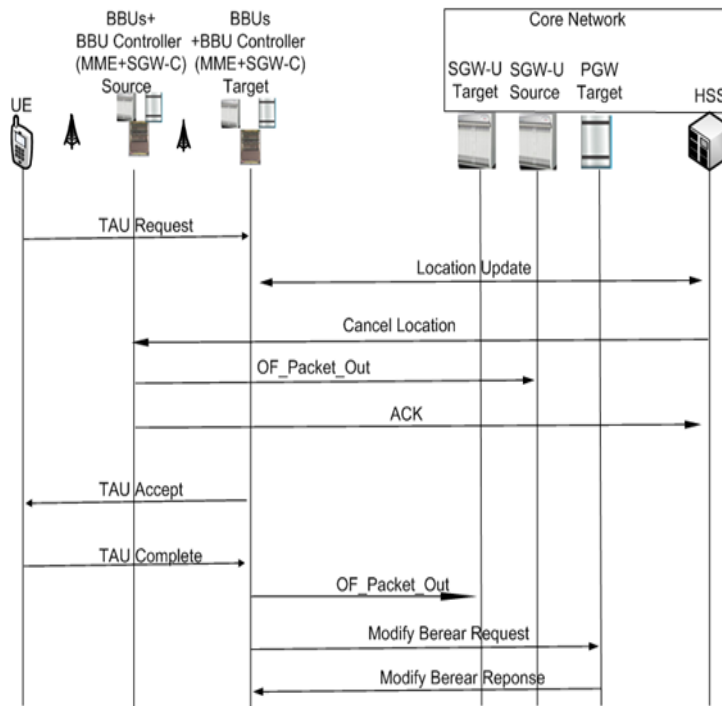 BBUs+
BBU Controller
(MME+SGW-C)
Source
BBUs
+BBU Controller
(MME+SGW-C)
Target
Core Network
SGW-U
Target
SGW-U
Source
PGW
Target
HSS
UE
TAU Request
Location Update
Cancel Location
OF_Packet_Out
ACK
TAU Accept
TAU Complete
OF_Packet_Out
Modify Berear Request
Modify Berear Reponse